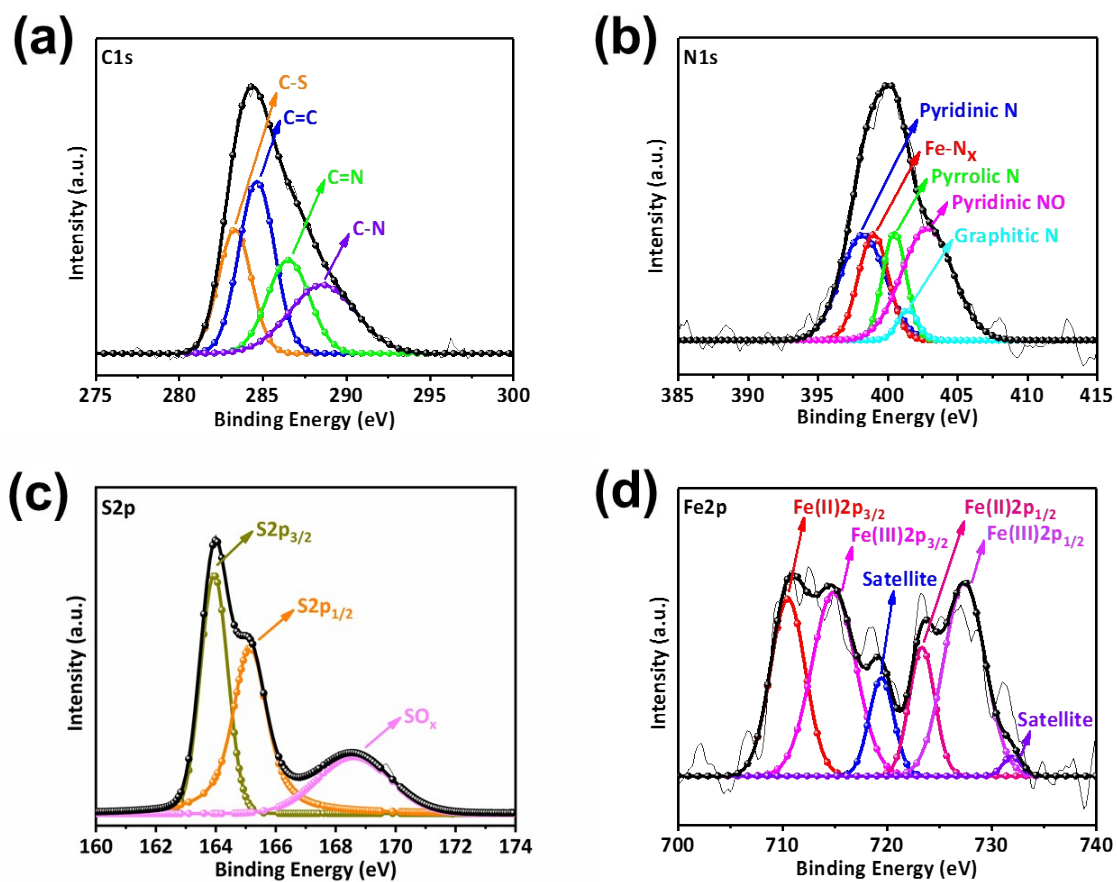 (a)
C1s
C-S
C=C
C=N
C-N
Intensity (a.u.)
275 280 285 290 295 300
Binding Energy (eV)
(b)
N1s
Pyridinic N
Fe-Nx
Pyrrolic N
Pyridinic NO
Graphitic N
Intensity (a.u.)
385 390 395 400 405 410 415
Binding Energy (eV)
(c)
S2p
S2p3/2
S2p1/2
SOx
Intensity (a.u.)
160 162 164 166 168 170 172 174
Binding Energy (eV)
(d)
Fe2p
Fe(II)2p3/2
Fe(III)2p3/2
Satellite
Fe(II)2p1/2
Fe(III)2p1/2
Satellite
Intensity (a.u.)
700 710 720 730 740
Binding Energy (eV)